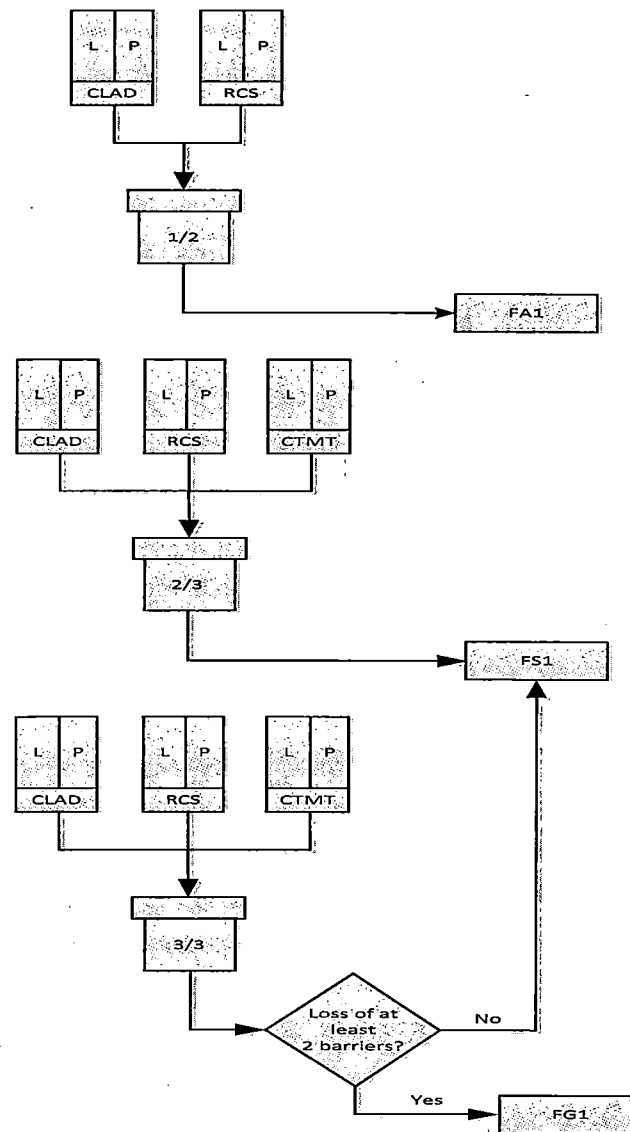 L P L P
CLAD RCS
1/2
FA1
L P L P L P
CLAD RCS CTMT
2/3
FS1
L P L P L P
CLAD RCS CTMT
3/3
Loss of at
least
2 barriers?
No
Yes
FG1